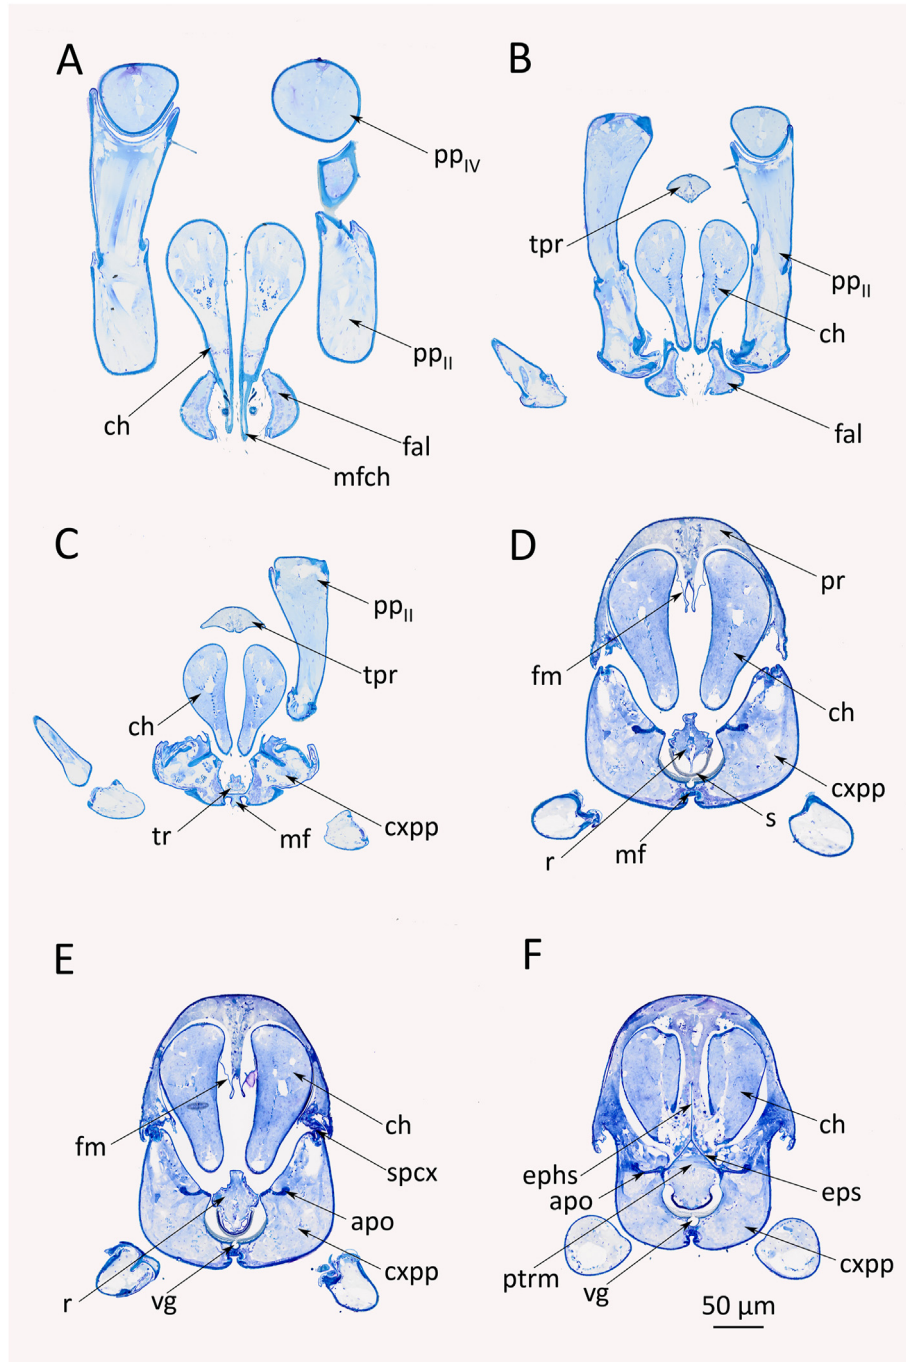 A
B
pp_IV
tpr
pp_II
pp_II
ch
ch
fal
fal
mfch
C
D
pp_II
pr
tpr
fm
ch
ch
cxpp
tr
mf
cxpp
s
r
mf
E
F
fm
ch
ch
spcx
ephs
apo
eps
apo
cxpp
cxpp
r
vg
ptrm
vg
50 µm